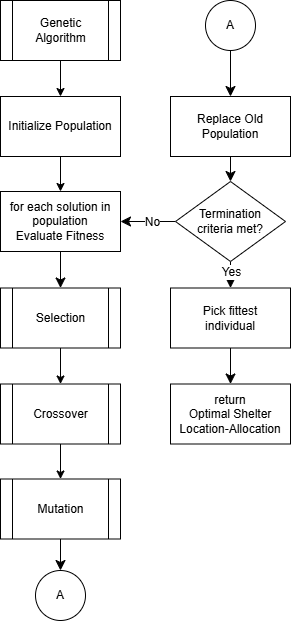 Genetic
Algorithm
Initialize Population
for each solution in
population
Evaluate Fitness
Selection
Crossover
Mutation
A
A
Replace Old
Population
Termination
criteria met?
No
Yes
Pick fittest
individual
return
Optimal Shelter
Location-Allocation